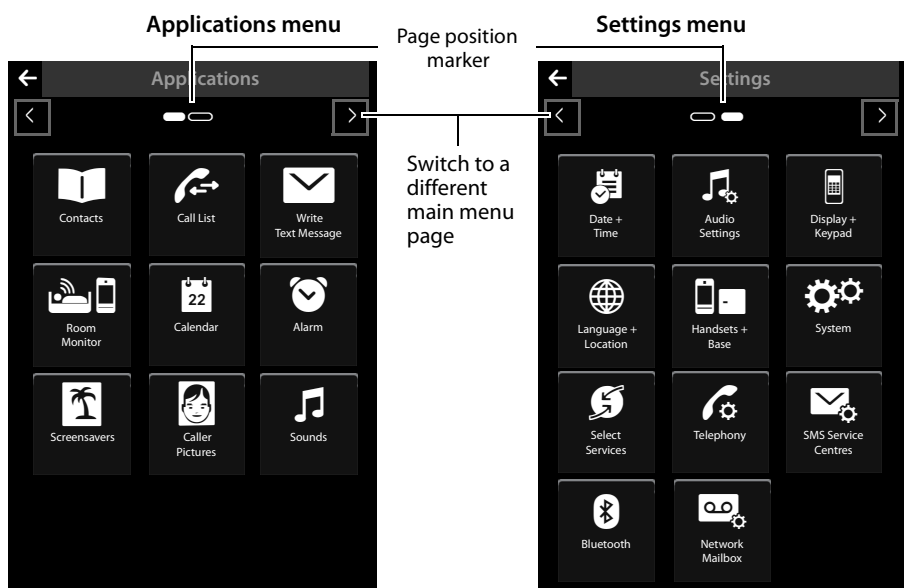 Applications menu
Page position
marker
Settings menu
Applications
Settings
Switch to a
different
main menu
page
Contacts
Call List
Write
Text Message
Room
Monitor
22
Calendar
Alarm
Screensavers
Caller
Pictures
Sounds
Date +
Time
Audio
Settings
Display +
Keypad
Language +
Location
Handsets +
Base
System
Select
Services
Telephony
SMS Service
Centres
Bluetooth
Network
Mailbox